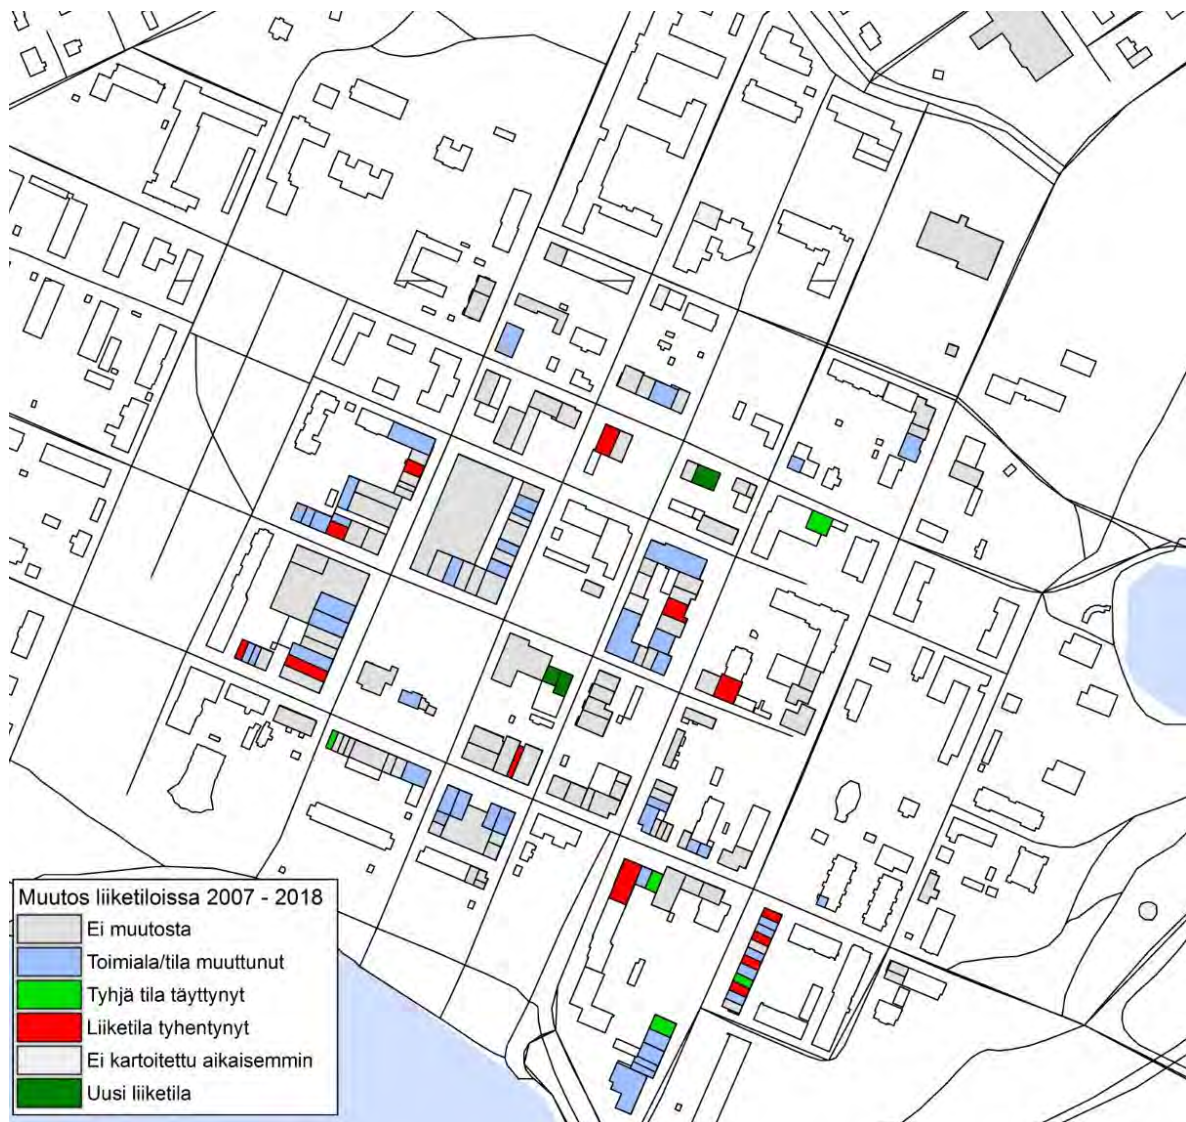 Muutos liiketiloissa 2007 - 2018
Ei muutosta
Toimiala/tila muuttunut
Tyhjä tila täyttynyt
Liiketila tyhentynyt
Ei kartoitettu aikaisemmin
Uusi liiketila